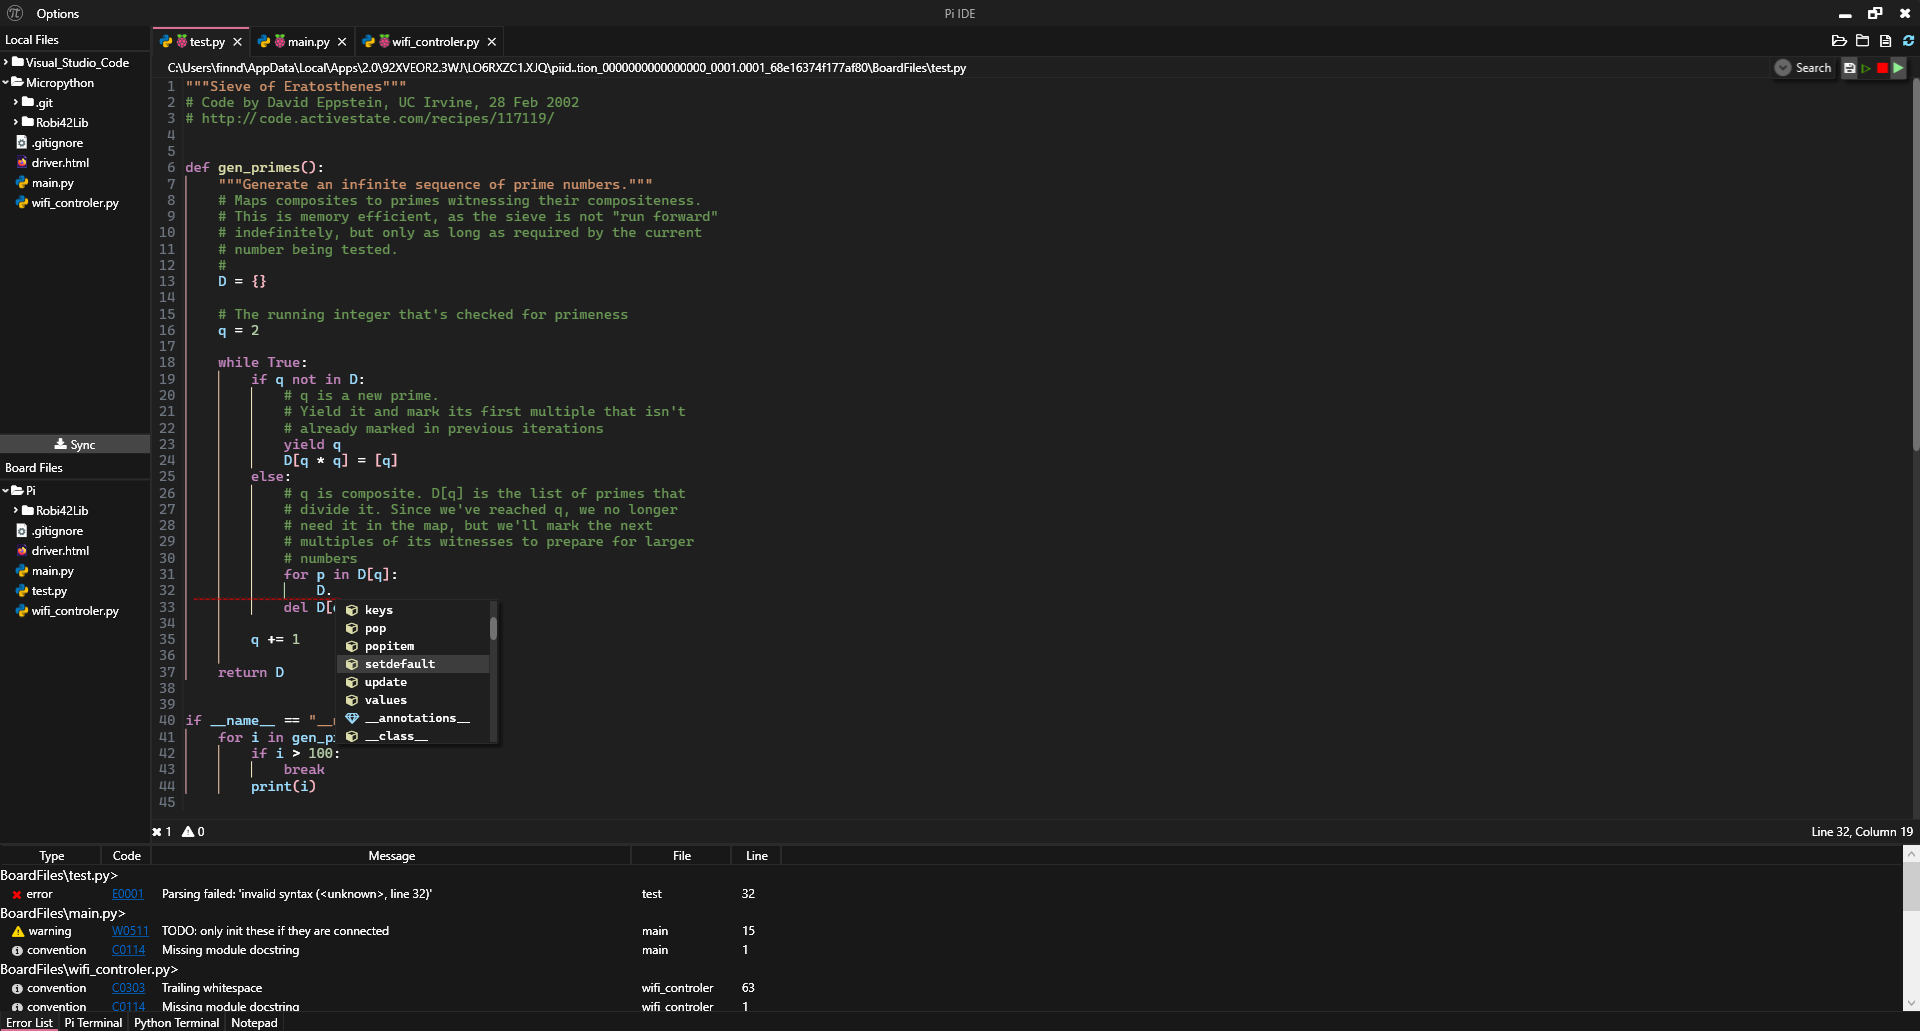 Options
Pi IDE
Local Files
test.py
main.py
wifi_controler.py
Visual_Studio_Code
Micropython
.git
Robi42Lib
.gitignore
driver.html
main.py
wifi_controler.py
Sync
Board Files
Pi
Robi42Lib
.gitignore
driver.html
main.py
test.py
wifi_controler.py
C:\Users\finnd\AppData\Local\Apps\2.0\92XVEOR2.3WJ\LO6RXZC1.XJQ\piid..tion_0000000000000000_0001.0001_68e16374f177af80\BoardFiles\test.py
Search
1 """Sieve of Eratosthenes"""
2 # Code by David Eppstein, UC Irvine, 28 Feb 2002
3 # http://code.activestate.com/recipes/117119/
4
5
6 def gen_primes():
7 """Generate an infinite sequence of prime numbers."""
8 # Maps composites to primes witnessing their compositeness.
9 # This is memory efficient, as the sieve is not "run forward"
10 # indefinitely, but only as long as required by the current
11 # number being tested.
12 #
13 D = {}
14
15 # The running integer that's checked for primeness
16 q = 2
17
18 while True:
19 if q not in D:
20 # q is a new prime.
21 # Yield it and mark its first multiple that isn't
22 # already marked in previous iterations
23 yield q
24 D[q * q] = [q]
25 else:
26 # q is composite. D[q] is the list of primes that
27 # divide it. Since we've reached q, we no longer
28 # need it in the map, but we'll mark the next
29 # multiples of its witnesses to prepare for larger
30 # numbers
31 for p in D[q]:
32 D.
33 del D[
34
35 q += 1
36
37 return D
38
39
40 if __name__ == "__
41 for i in gen_p
42 if i > 100:
43 break
44 print(i)
45
keys
pop
popitem
setdefault
update
values
__annotations__
__class__
1 0
Line 32, Column 19
Type Code Message File Line
BoardFiles\test.py>
error E0001 Parsing failed: 'invalid syntax (<unknown>, line 32)' test 32
BoardFiles\main.py>
warning W0511 TODO: only init these if they are connected main 15
convention C0114 Missing module docstring main 1
BoardFiles\wifi_controler.py>
convention C0303 Trailing whitespace wifi_controler 63
convention C0114 Missing module docstring wifi_controler 1
Error List Pi Terminal Python Terminal Notepad